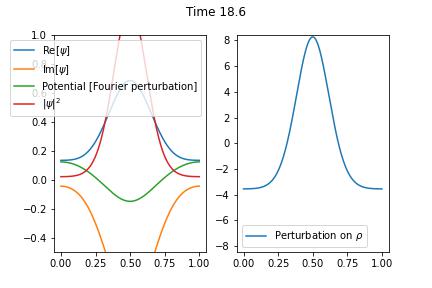 Time 18.6
1.0
0.8
0.6
0.4
0.2
0.0
−0.2
−0.4
0.00 0.25 0.50 0.75 1.00
Re[ψ]
Im[ψ]
Potential [Fourier perturbation]
|ψ|²
8
6
4
2
0
−2
−4
−6
−8
0.00 0.25 0.50 0.75 1.00
Perturbation on ρ